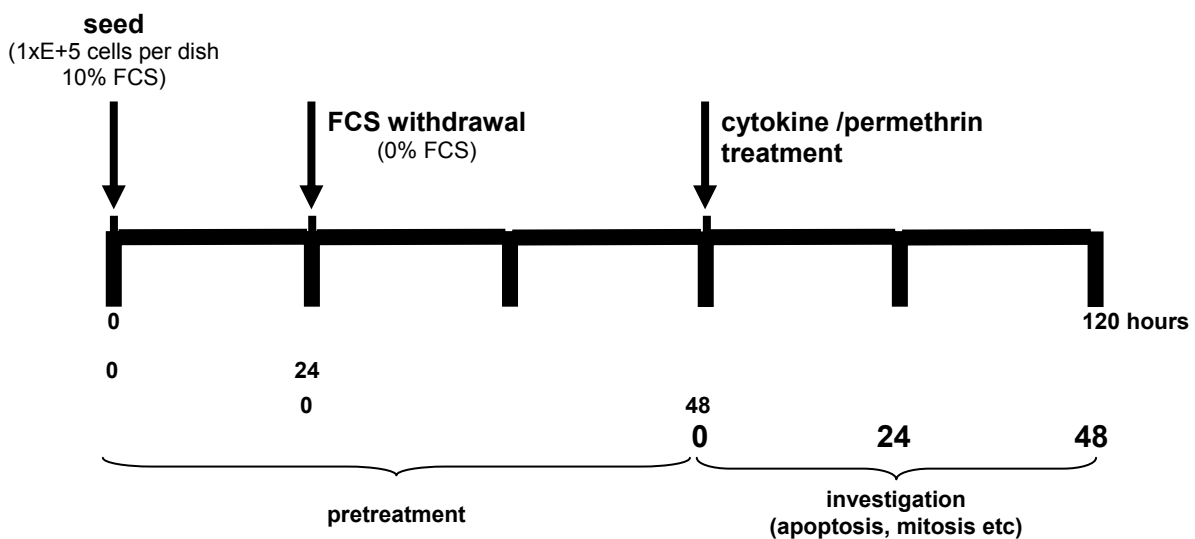 seed
(1xE+5 cells per dish
10% FCS)
FCS withdrawal
(0% FCS)
cytokine /permethrin
treatment
0
120 hours
0
24
0
48
0
24
48
pretreatment
investigation
(apoptosis, mitosis etc)